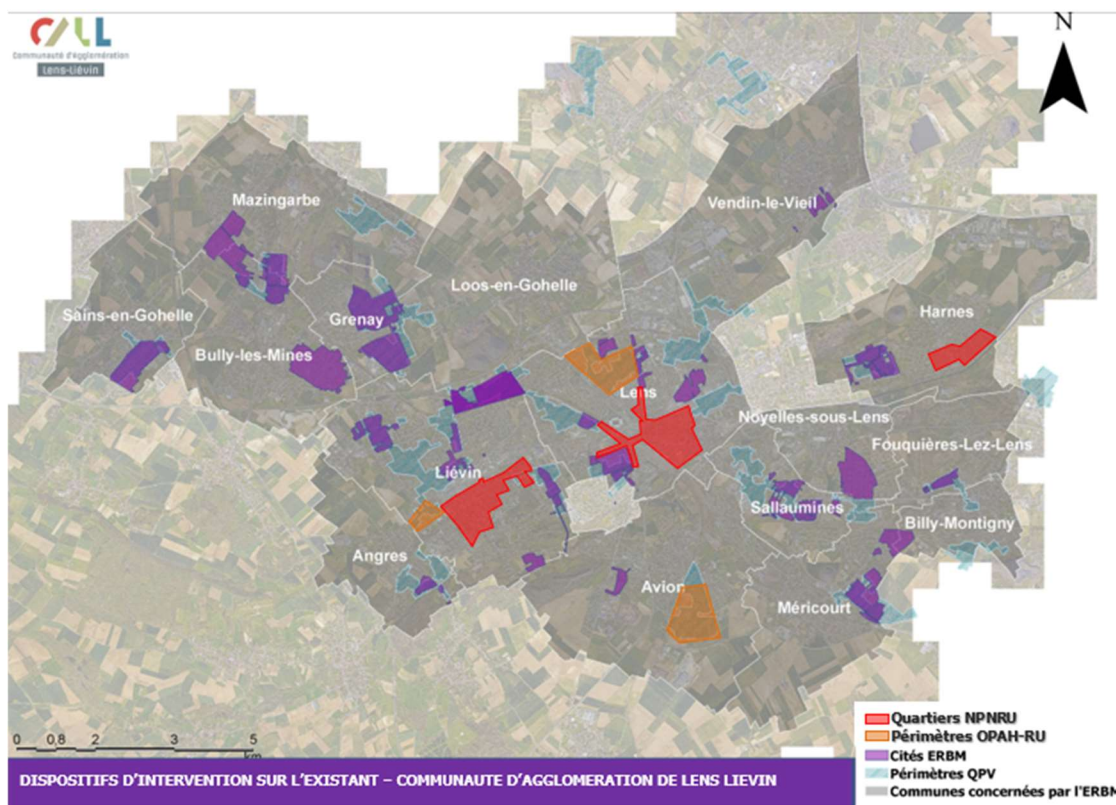 CALL
Communauté d'agglomération
Lens-Liévin
N
Mazingarbe
Vendin-le-Vieil
Loos-en-Gohelle
Sains-en-Gohelle
Grenay
Harnes
Bully-les-Mines
Lens
Noyelles-sous-Lens
Fouquières-Lez-Lens
Liévin
Sallaumines
Billy-Montigny
Angres
Avion
Méricourt
0 0,8 2 3 5
km
Quartiers NPNRU
Périmètres OPAH-RU
Cités ERBM
Périmètres QPV
Communes concernées par l'ERBM
DISPOSITIFS D'INTERVENTION SUR L'EXISTANT – COMMUNAUTE D'AGGLOMERATION DE LENS LIEVIN